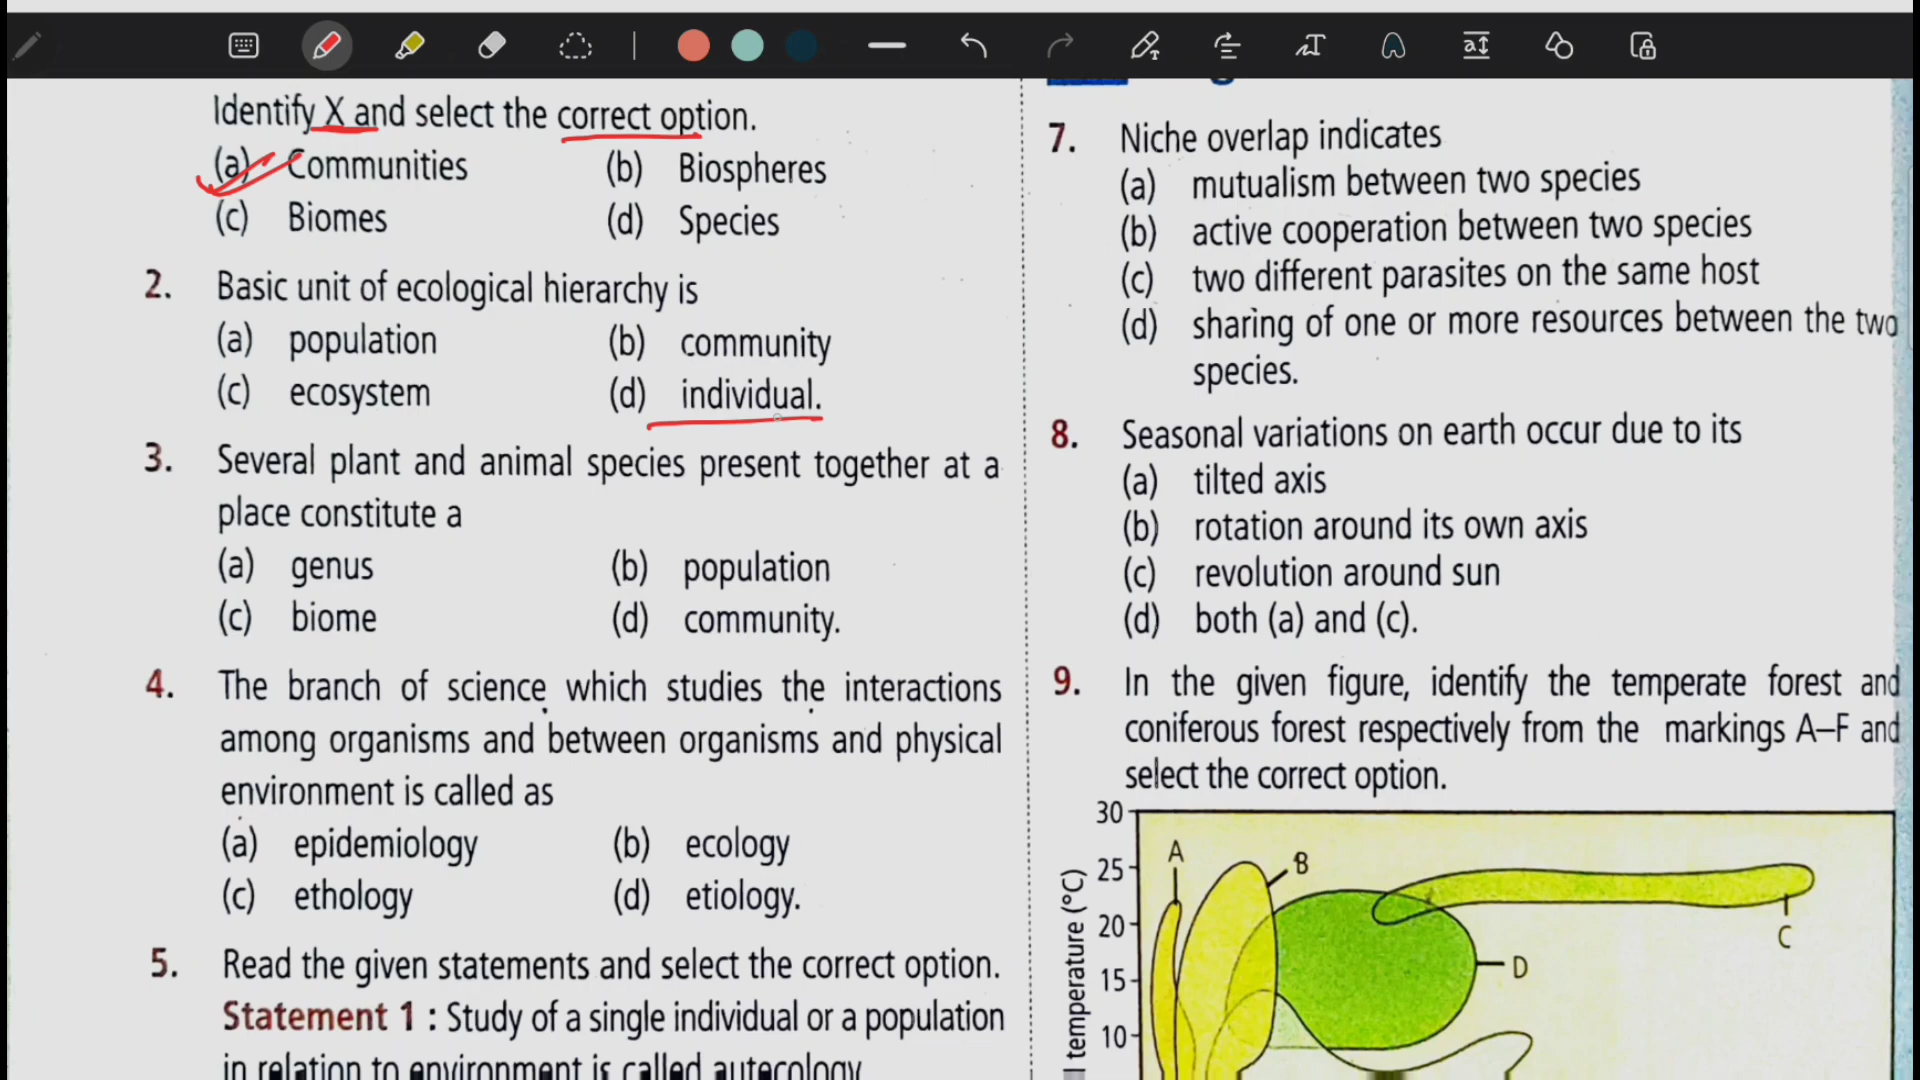 Identify X and select the correct option.
(a) Communities (b) Biospheres
(c) Biomes (d) Species
2. Basic unit of ecological hierarchy is
(a) population (b) community
(c) ecosystem (d) individual.
3. Several plant and animal species present together at a
place constitute a
(a) genus (b) population
(c) biome (d) community.
4. The branch of science which studies the interactions
among organisms and between organisms and physical
environment is called as
(a) epidemiology (b) ecology
(c) ethology (d) etiology.
5. Read the given statements and select the correct option.
Statement 1 : Study of a single individual or a population
in relation to environment is called autecology
7. Niche overlap indicates
(a) mutualism between two species
(b) active cooperation between two species
(c) two different parasites on the same host
(d) sharing of one or more resources between the two
species.
8. Seasonal variations on earth occur due to its
(a) tilted axis
(b) rotation around its own axis
(c) revolution around sun
(d) both (a) and (c).
9. In the given figure, identify the temperate forest and
coniferous forest respectively from the markings A–F and
select the correct option.
30
25
20
15
10
temperature (°C)
A
B
C
D